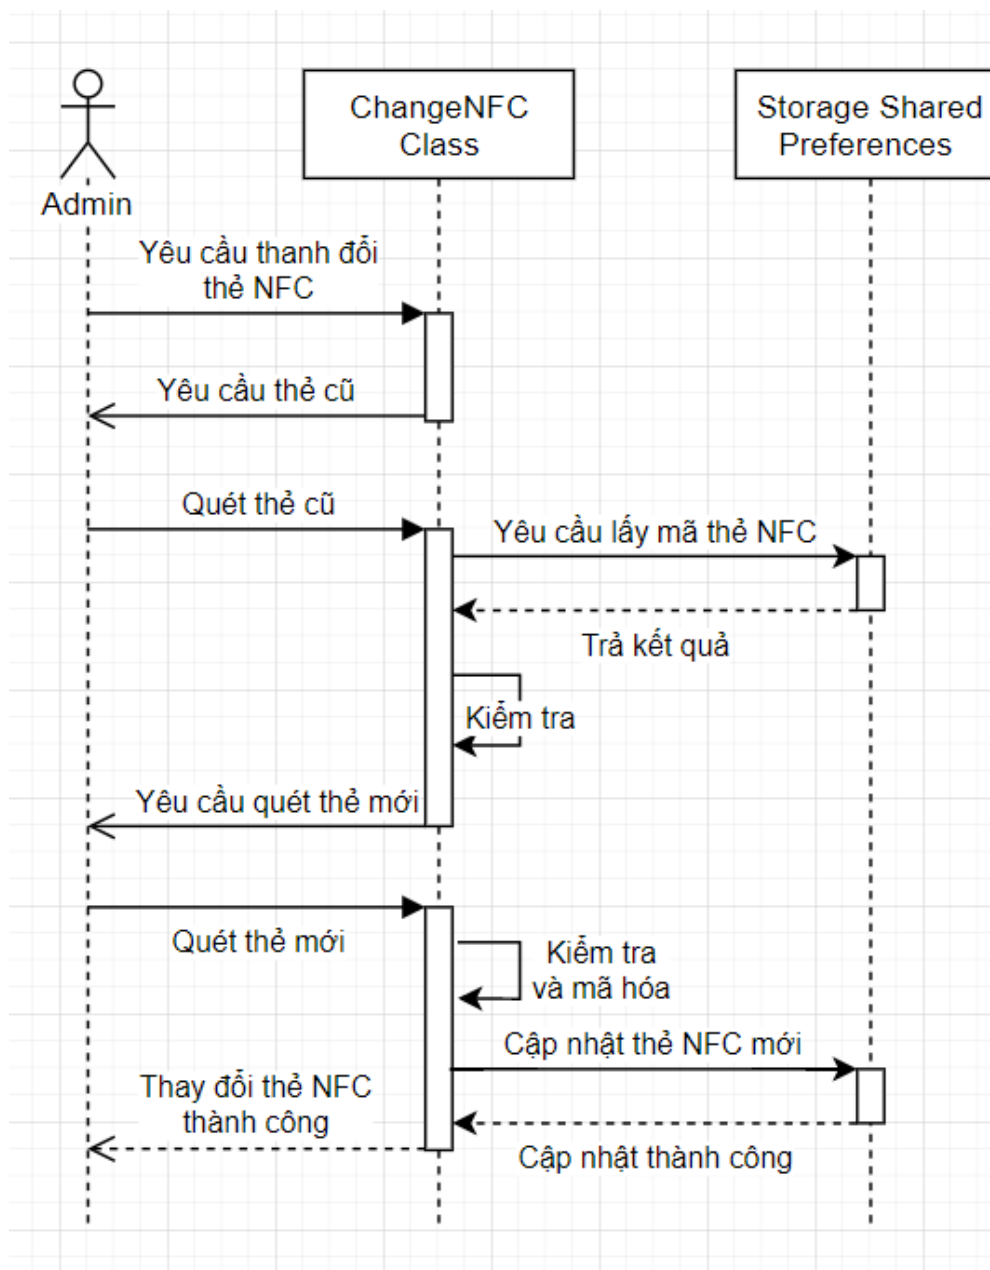 ChangeNFC
Class
Storage Shared
Preferences
Admin
Yêu cầu thanh đổi
thẻ NFC
Yêu cầu thẻ cũ
Quét thẻ cũ
Yêu cầu lấy mã thẻ NFC
Trả kết quả
Kiểm tra
Yêu cầu quét thẻ mới
Quét thẻ mới
Kiểm tra
và mã hóa
Cập nhật thẻ NFC mới
Thay đổi thẻ NFC
thành công
Cập nhật thành công